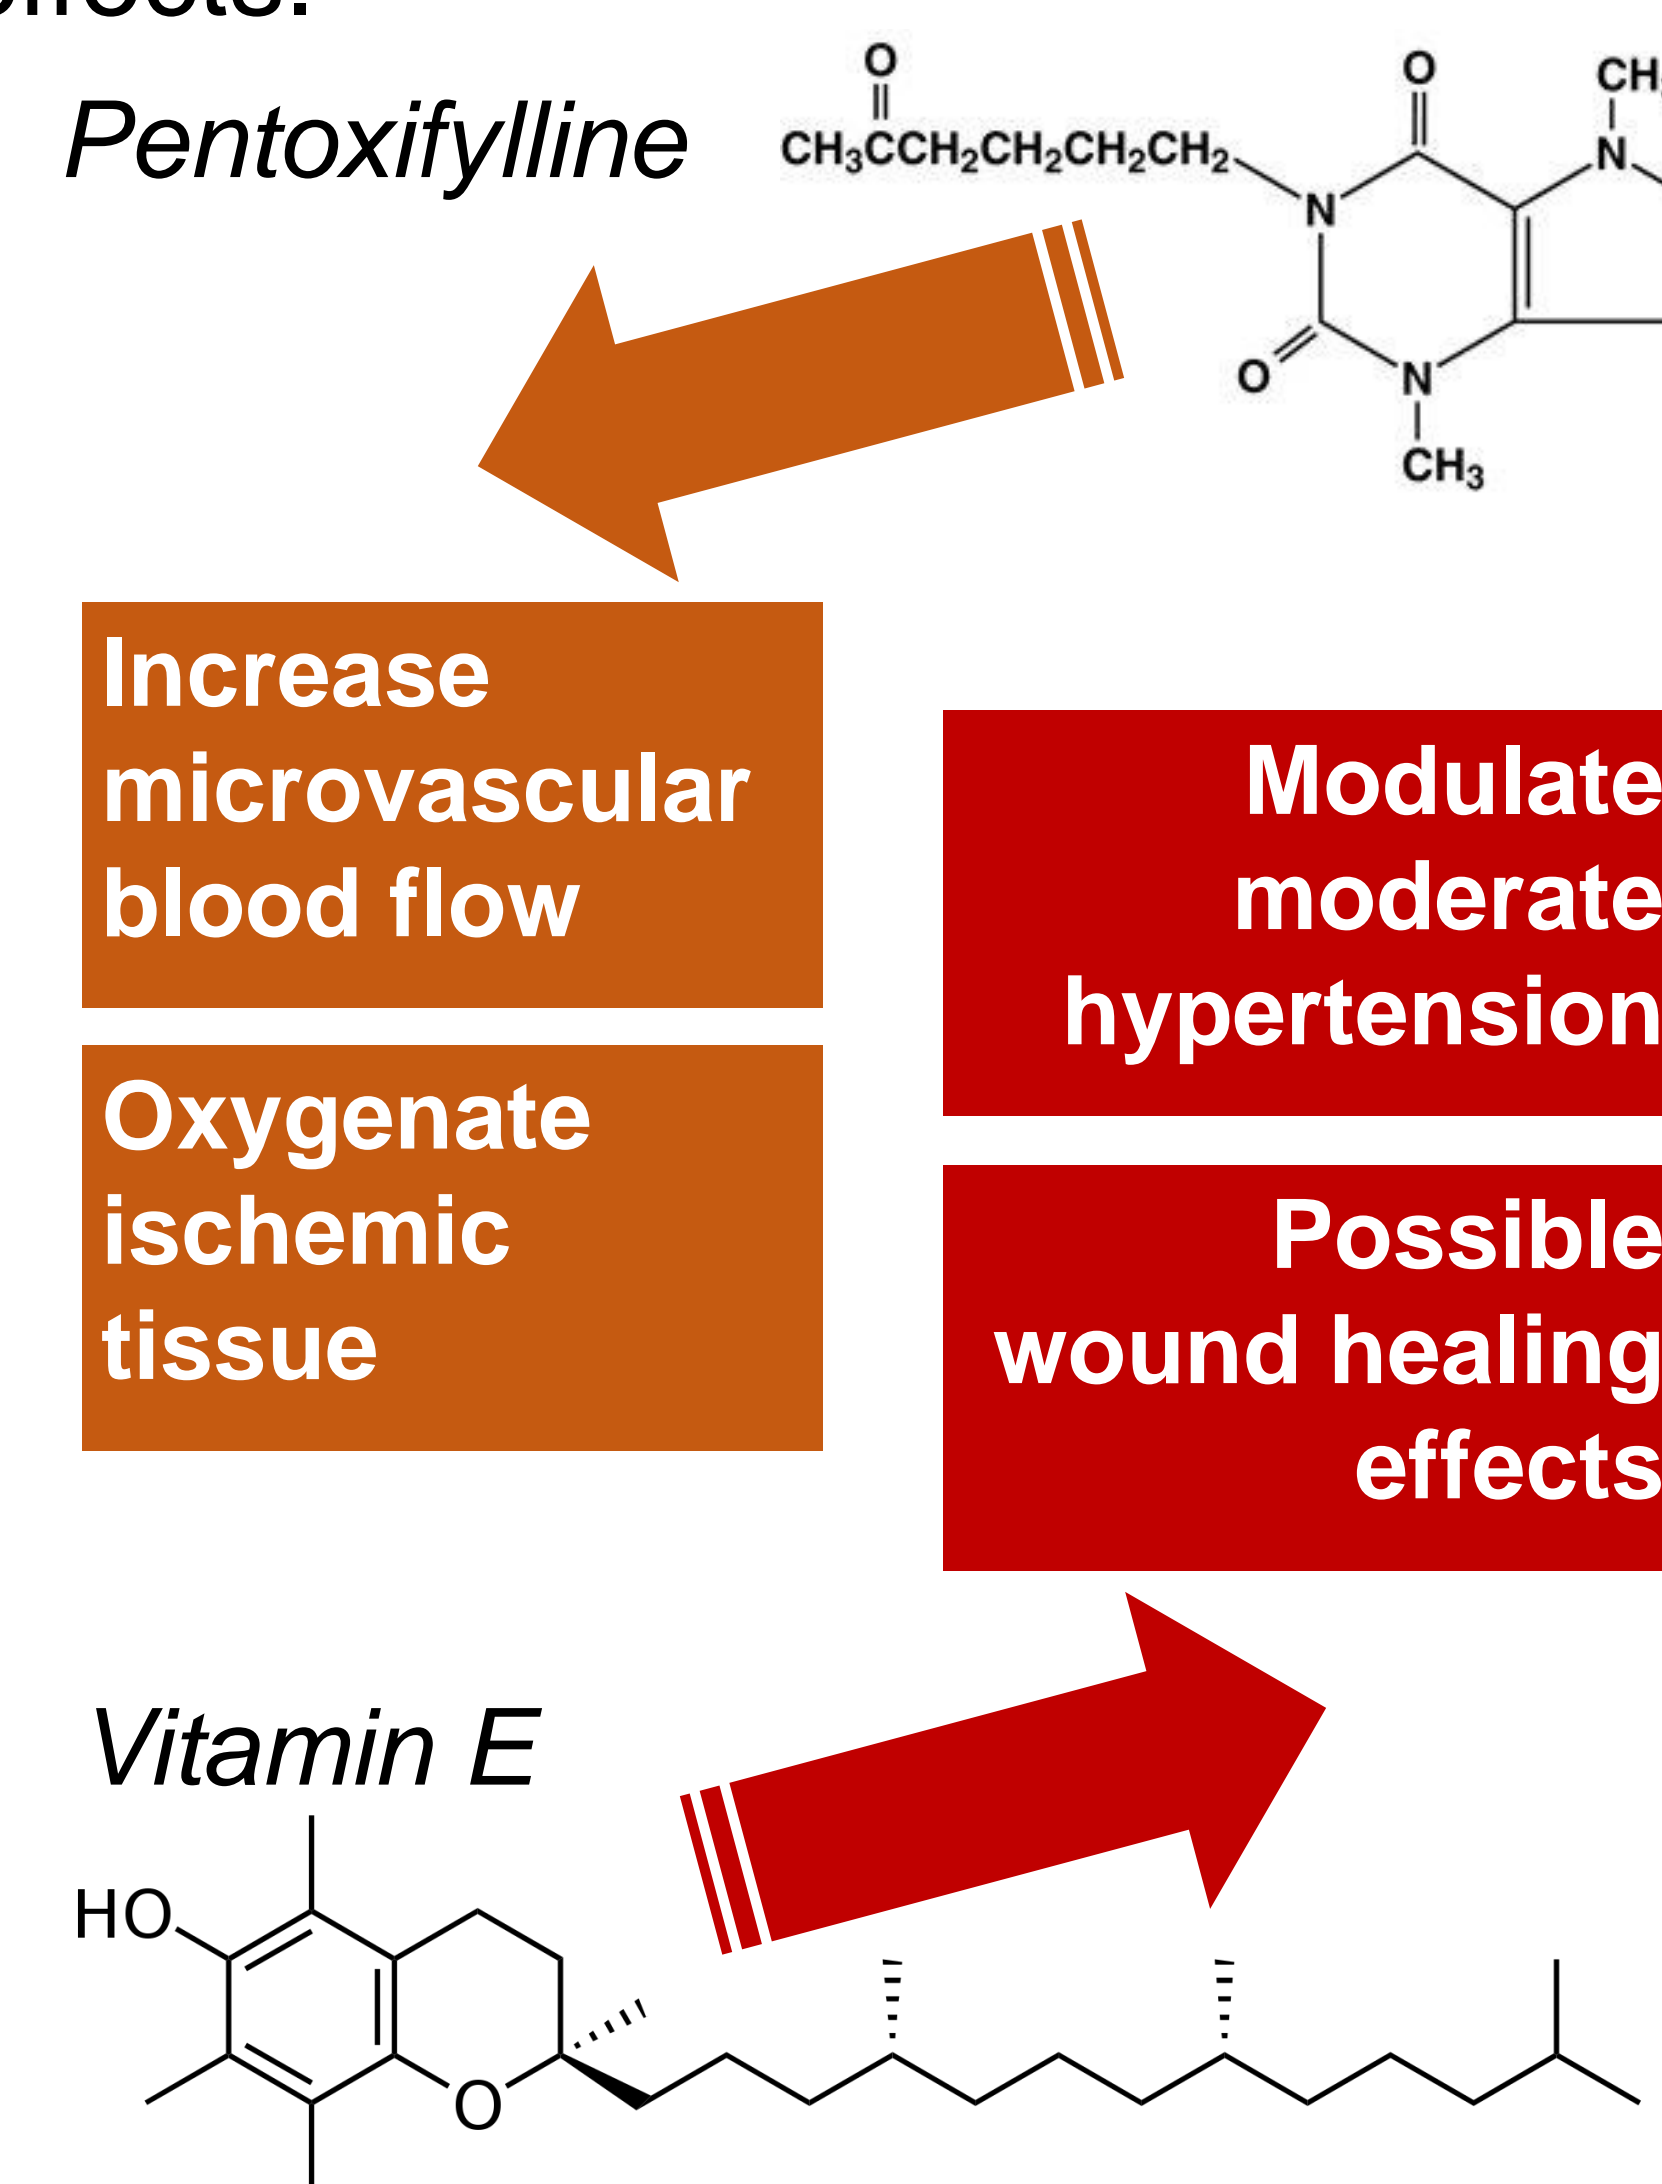 Pentoxifylline
O
O
CH
CH3CCH2CH2CH2CH2
N
N
O
N
CH3
Increase
microvascular
blood flow
Modulate
moderate
hypertension
Oxygenate
ischemic
tissue
Possible
wound healing
effects
Vitamin E
HO
O